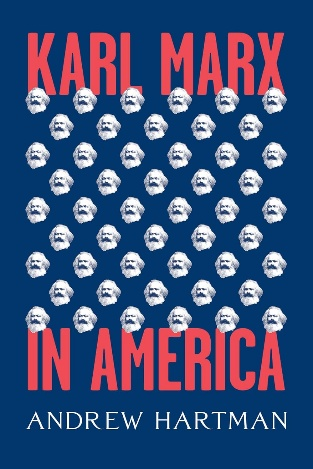 KARL MARX
IN AMERICA
ANDREW HARTMAN